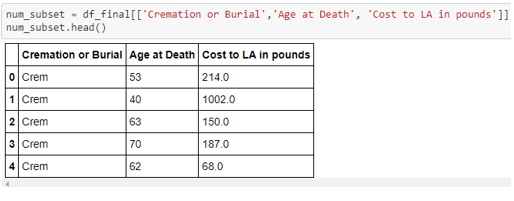 num_subset = df_final[['Cremation or Burial','Age at Death', 'Cost to LA in pounds']]
num_subset.head()
Cremation or Burial Age at Death Cost to LA in pounds
0 Crem 53 214.0
1 Crem 40 1002.0
2 Crem 63 150.0
3 Crem 70 187.0
4 Crem 62 68.0